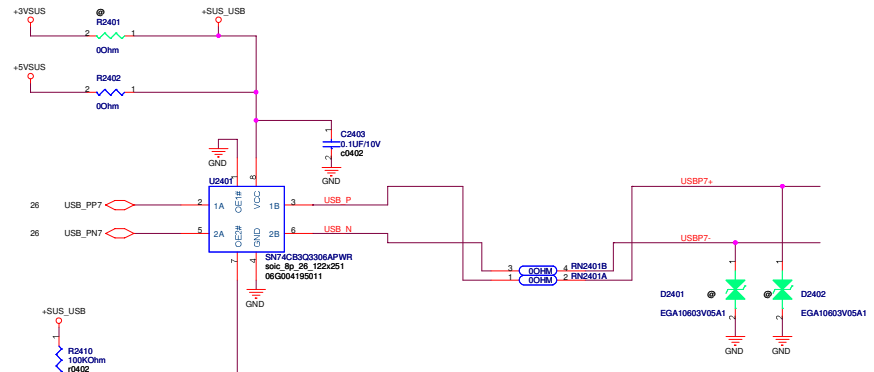 +3VSUS
@
R2401
+SUS_USB
2
1
0Ohm
+5VSUS
R2402
2
1
0Ohm
1
C2403
0.1UF/10V
c0402
2
GND
GND
U2401
1
8
OE1#
VCC
26
USB_PP7
2
1A
1B
3
USB_P
26
USB_PN7
5
2A
2B
6
USB_N
OE2#
GND
SN74CB3Q3306APWR
soic_8p_26_122x251
06G004195011
7
4
GND
USBP7+
USBP7-
3
0OHM
4
RN2401B
1
0OHM
2
RN2401A
1
1
D2401
@
@
D2402
EGA10603V05A1
EGA10603V05A1
2
2
GND
GND
+SUS_USB
1
R2410
100KOhm
r0402